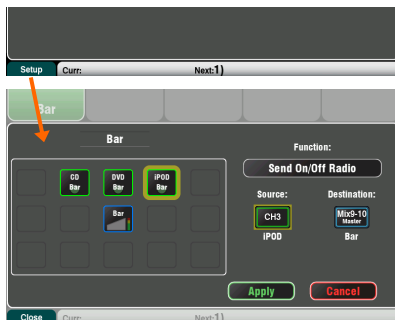 Setup Curr: Next:1)
Bar
Bar
Function:
Send On/Off Radio
CD
Bar
DVD
Bar
iPOD
Bar
Bar
Source: Destination:
CH3
Mix9-10
Master
iPOD Bar
Apply Cancel
Close Curr: Next:1)